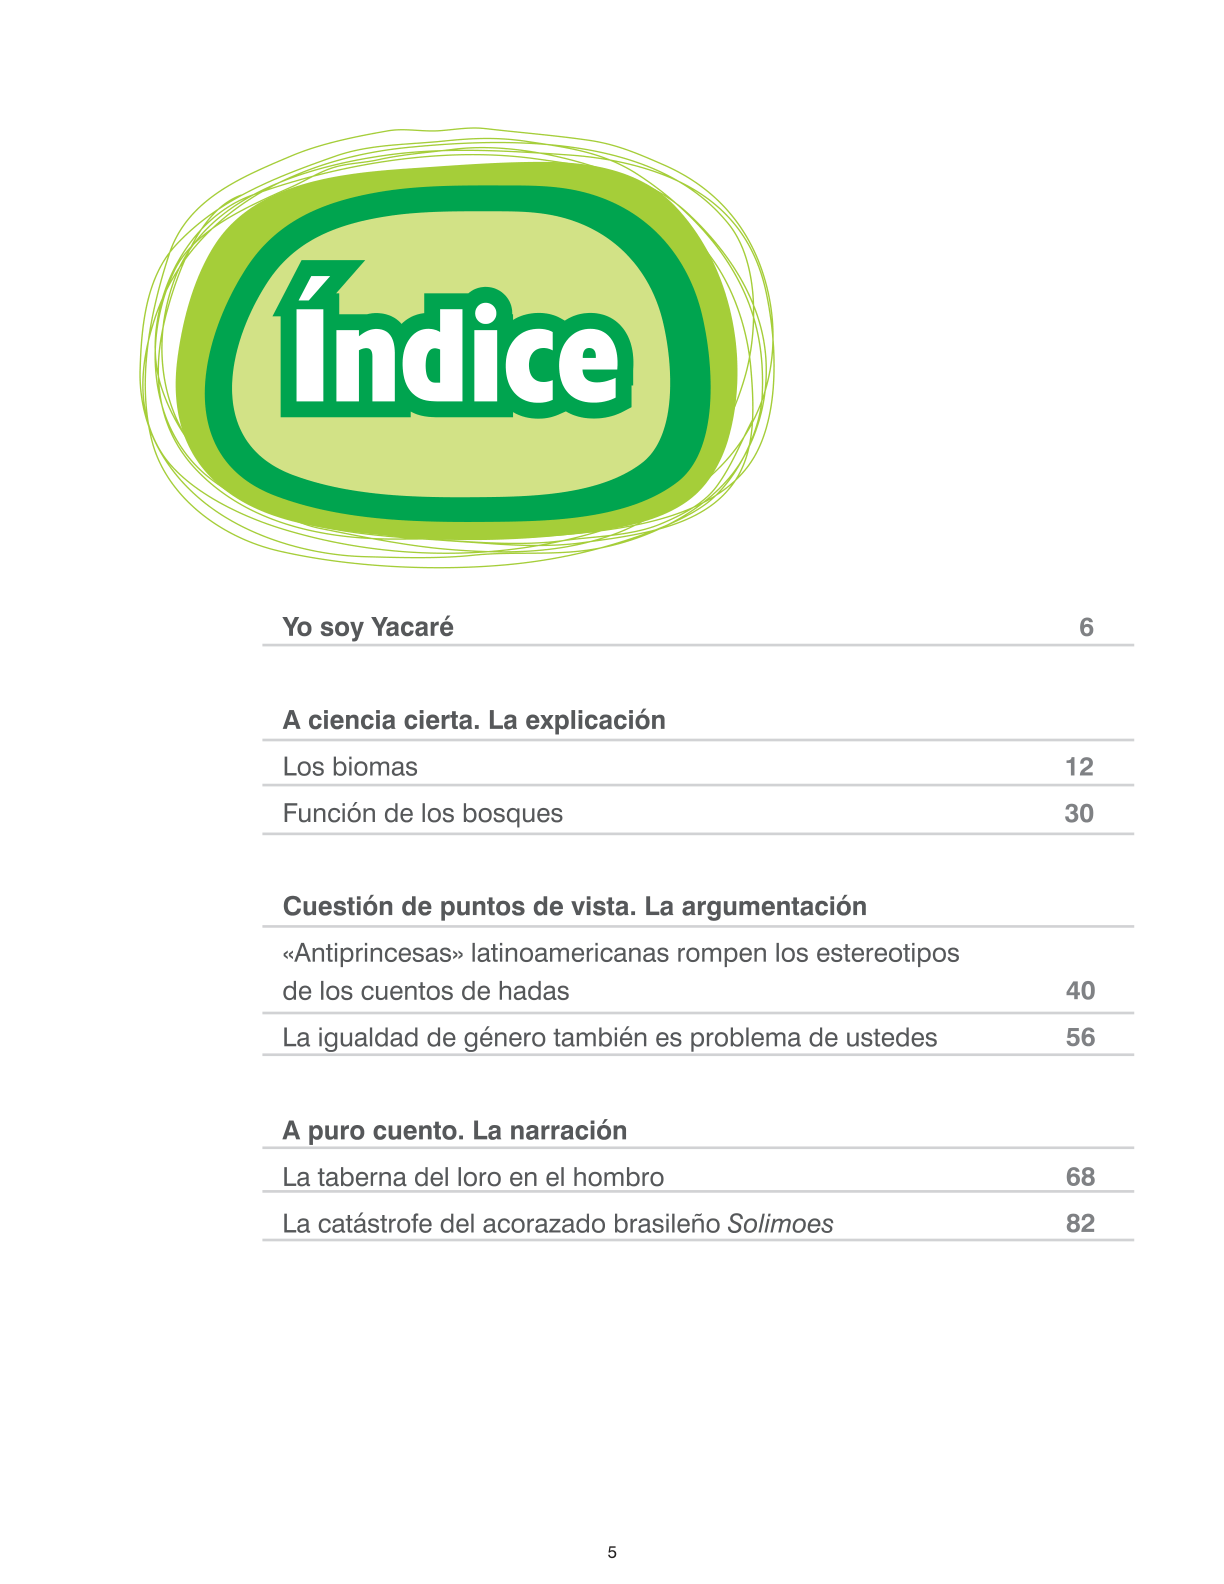 Índice
Yo soy Yacaré 6
A ciencia cierta. La explicación
Los biomas 12
Función de los bosques 30
Cuestión de puntos de vista. La argumentación
«Antiprincesas» latinoamericanas rompen los estereotipos
de los cuentos de hadas 40
La igualdad de género también es problema de ustedes 56
A puro cuento. La narración
La taberna del loro en el hombro 68
La catástrofe del acorazado brasileño Solimoes 82
5